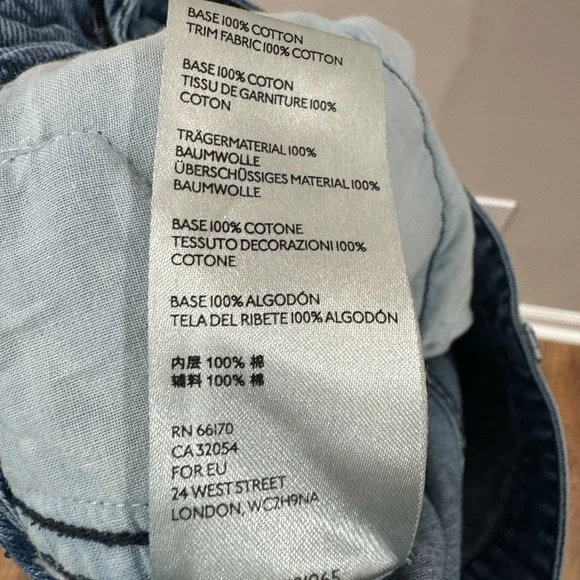 BASE 100% COTTON
TRIM FABRIC 100% COTTON
BASE 100% COTON
TISSU DE GARNITURE 100%
COTON
TRÄGERMATERIAL 100%
BAUMWOLLE
ÜBERSCHÜSSIGES MATERIAL 100%
BAUMWOLLE
BASE 100% COTONE
TESSUTO DECORAZIONI 100%
COTONE
BASE 100% ALGODÓN
TELA DEL RIBETE 100% ALGODÓN
内层 100% 棉
辅料 100% 棉
RN 66170
CA 32054
FOR EU
24 WEST STREET
LONDON, WC2H9NA